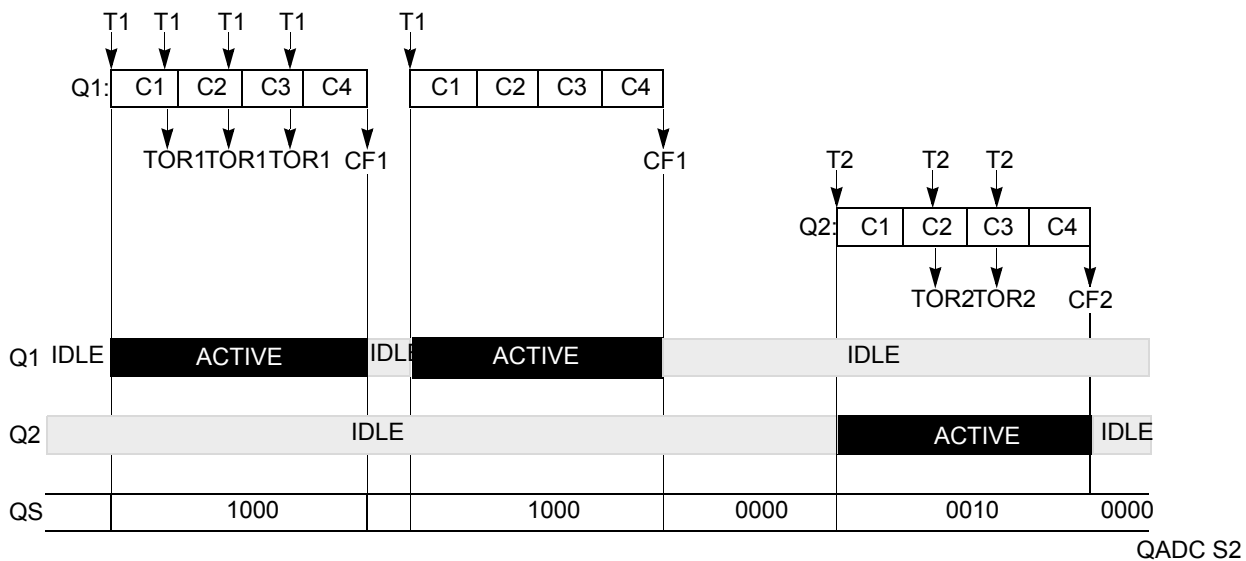 T1 T1 T1 T1 T1
Q1: C1 C2 C3 C4 C1 C2 C3 C4
TOR1 TOR1 TOR1 CF1 CF1 T2 T2 T2
Q2: C1 C2 C3 C4
TOR2 TOR2 CF2
Q1 IDLE ACTIVE IDLE ACTIVE IDLE
Q2 IDLE ACTIVE IDLE
QS 1000 1000 0000 0010 0000
QADC S2